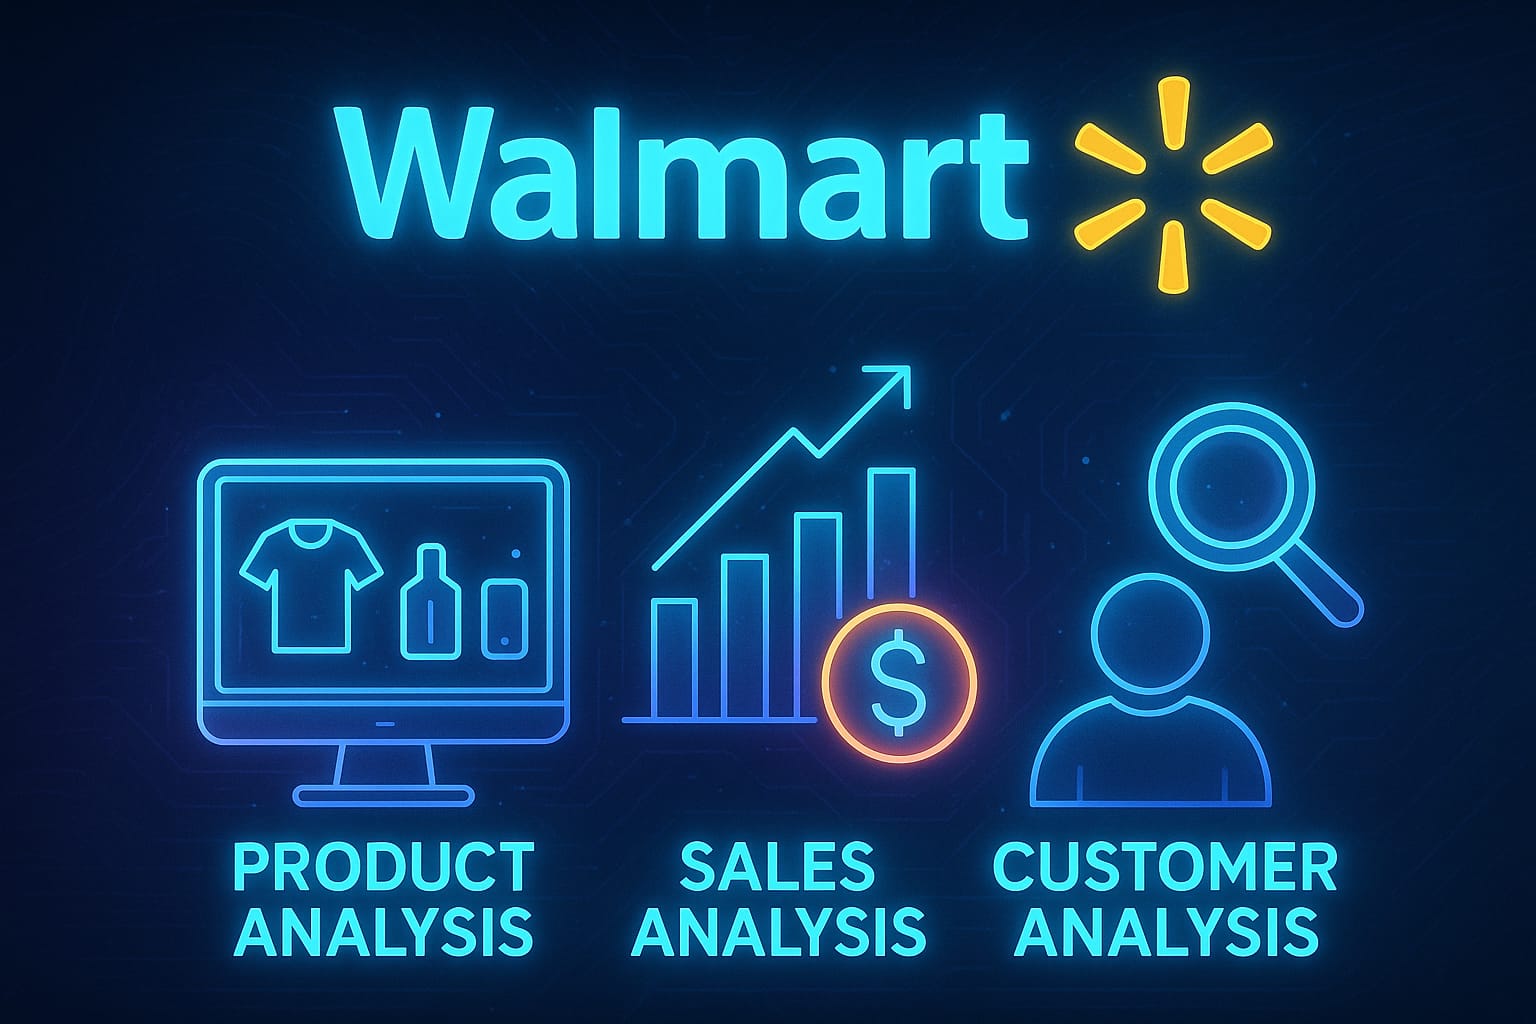 Walmart
$
PRODUCT
ANALYSIS
SALES
ANALYSIS
CUSTOMER
ANALYSIS